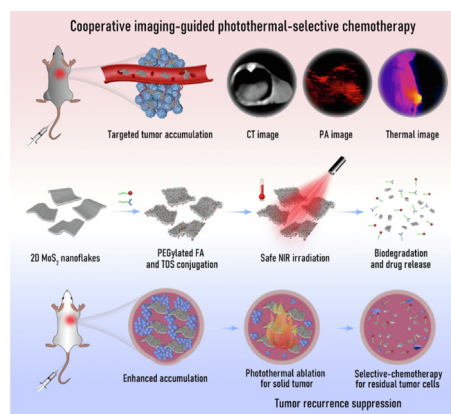 Cooperative imaging-guided photothermal-selective chemotherapy
Targeted tumor accumulation
CT image
PA image
Thermal image
2D MoS₂ nanoflakes
PEGylated FA
and TOS conjugation
Safe NIR irradiation
Biodegradation
and drug release
Enhanced accumulation
Photothermal ablation
for solid tumor
Selective-chemotherapy
for residual tumor cells
Tumor recurrence suppression